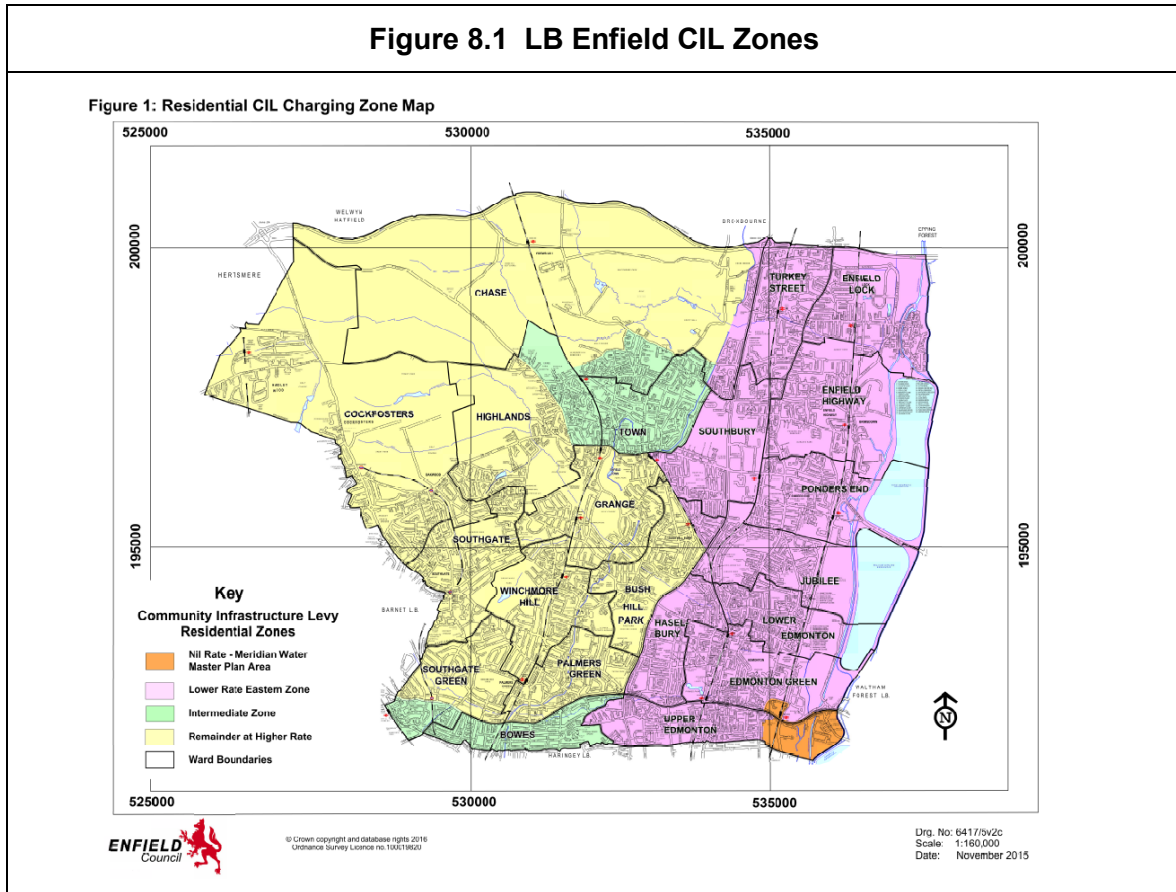 Figure 8.1 LB Enfield CIL Zones
Figure 1: Residential CIL Charging Zone Map
525000
530000
535000
200000
200000
195000
195000
WELWYN
HATFIELD
BROXBOURNE
EPPING
FOREST
HERTSMERE
CHASE
TURKEY
STREET
ENFIELD
LOCK
COCKFOSTERS
HIGHLANDS
TOWN
SOUTHBURY
ENFIELD
HIGHWAY
PONDERS END
GRANGE
SOUTHGATE
WINCHMORE
HILL
BUSH
HILL
PARK
JUBILEE
HASEL
BURY
LOWER
EDMONTON
BARNET L.B.
SOUTHGATE
GREEN
PALMERS
GREEN
EDMONTON GREEN
WALTHAM
FOREST LB.
UPPER
EDMONTON
BOWES
HARINGEY LB.
Key
Community Infrastructure Levy
Residential Zones
Nil Rate - Meridian Water
Master Plan Area
Lower Rate Eastern Zone
Intermediate Zone
Remainder at Higher Rate
Ward Boundaries
N
525000
530000
535000
ENFIELD
Council
© Crown copyright and database rights 2016
Ordnance Survey Licence no.100019820
Drg. No: 6417/5v2c
Scale: 1:160,000
Date: November 2015